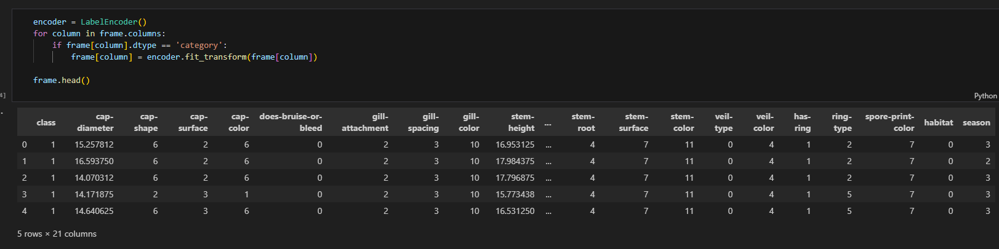 encoder = LabelEncoder()
for column in frame.columns:
    if frame[column].dtype == 'category':
        frame[column] = encoder.fit_transform(frame[column])
frame.head()
4]
Python
class cap-diameter cap-shape cap-surface cap-color does-bruise-or-bleed gill-attachment gill-spacing gill-color stem-height ... stem-root stem-surface stem-color veil-type veil-color has-ring ring-type spore-print-color habitat season
0 1 15.257812 6 2 6 0 2 3 10 16.953125 ... 4 7 11 0 4 1 2 7 0 3
1 1 16.593750 6 2 6 0 2 3 10 17.984375 ... 4 7 11 0 4 1 2 7 0 2
2 1 14.070312 6 2 6 0 2 3 10 17.796875 ... 4 7 11 0 4 1 2 7 0 3
3 1 14.171875 2 3 1 0 2 3 10 15.773438 ... 4 7 11 0 4 1 5 7 0 3
4 1 14.640625 6 3 6 0 2 3 10 16.531250 ... 4 7 11 0 4 1 5 7 0 3
5 rows × 21 columns